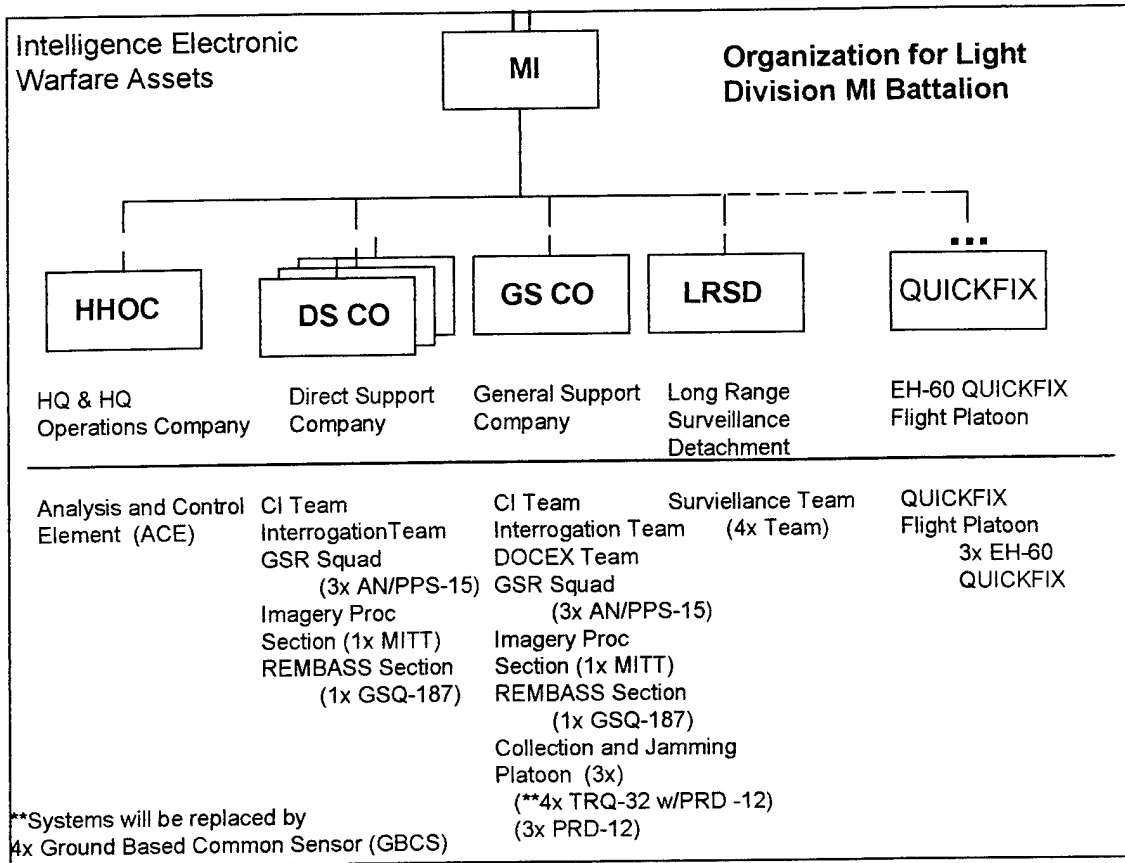 Intelligence Electronic
Warfare Assets
MI
Organization for Light
Division MI Battalion
HHOC
DS CO
GS CO
LRSD
QUICKFIX
HQ & HQ
Operations Company
Direct Support
Company
General Support
Company
Long Range
Surveillance
Detachment
EH-60 QUICKFIX
Flight Platoon
Analysis and Control
Element (ACE)
CI Team
InterrogationTeam
GSR Squad
(3x AN/PPS-15)
Imagery Proc
Section (1x MITT)
REMBASS Section
(1x GSQ-187)
CI Team
Interrogation Team
DOCEX Team
GSR Squad
(3x AN/PPS-15)
Imagery Proc
Section (1x MITT)
REMBASS Section
(1x GSQ-187)
Collection and Jamming
Platoon (3x)
(**4x TRQ-32 w/PRD -12)
(3x PRD-12)
Surviellance Team
(4x Team)
QUICKFIX
Flight Platoon
3x EH-60
QUICKFIX
**Systems will be replaced by
4x Ground Based Common Sensor (GBCS)